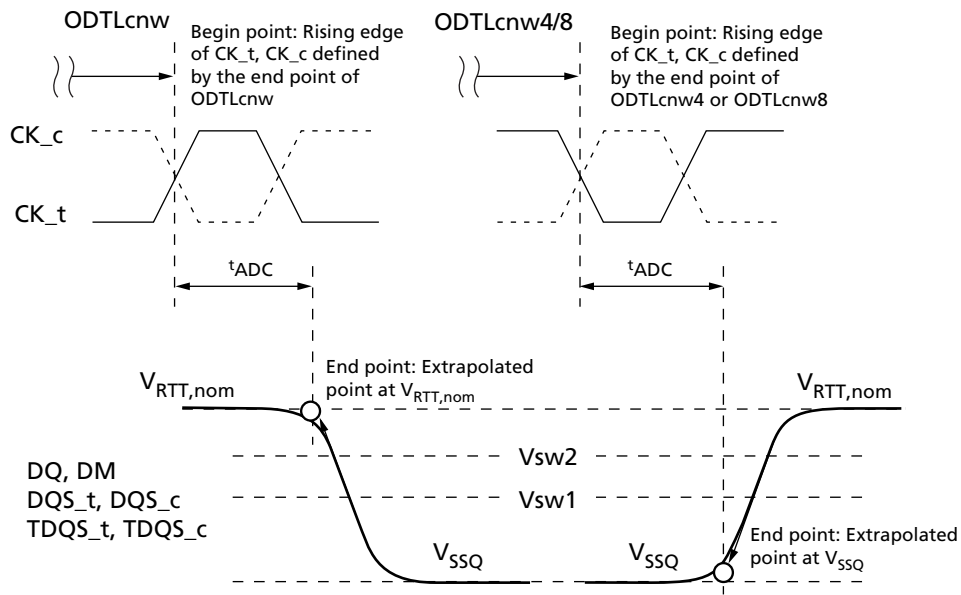 ODTLcnw
Begin point: Rising edge
of CK_t, CK_c defined
by the end point of
ODTLcnw
ODTLcnw4/8
Begin point: Rising edge
of CK_t, CK_c defined
by the end point of
ODTLcnw4 or ODTLcnw8
CK_c
CK_t
tADC
tADC
End point: Extrapolated
point at VRTT,nom
VRTT,nom
VRTT,nom
Vsw2
DQ, DM
DQS_t, DQS_c
TDQS_t, TDQS_c
Vsw1
VSSQ
VSSQ
End point: Extrapolated
point at VSSQ